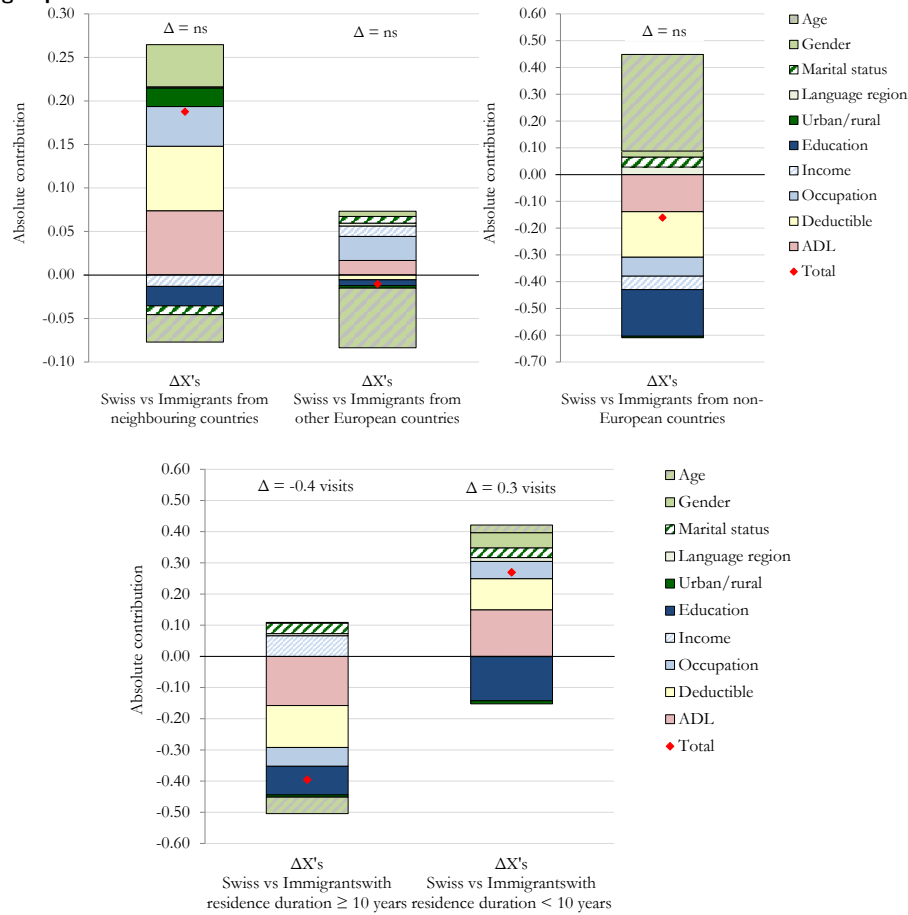 Δ = ns
Δ = ns
0.30
0.25
0.20
0.15
0.10
0.05
0.00
-0.05
-0.10
Absolute contribution
ΔX's
Swiss vs Immigrants from
neighbouring countries
ΔX's
Swiss vs Immigrants from
other European countries
Δ = ns
0.60
0.50
0.40
0.30
0.20
0.10
0.00
-0.10
-0.20
-0.30
-0.40
-0.50
-0.60
-0.70
Absolute contribution
ΔX's
Swiss vs Immigrants from non-
European countries
Age
Gender
Marital status
Language region
Urban/rural
Education
Income
Occupation
Deductible
ADL
Total
Δ = -0.4 visits
Δ = 0.3 visits
0.60
0.50
0.40
0.30
0.20
0.10
0.00
-0.10
-0.20
-0.30
-0.40
-0.50
-0.60
Absolute contribution
ΔX's
Swiss vs Immigrantswith
residence duration ≥ 10 years
ΔX's
Swiss vs Immigrantswith
residence duration < 10 years
Age
Gender
Marital status
Language region
Urban/rural
Education
Income
Occupation
Deductible
ADL
Total